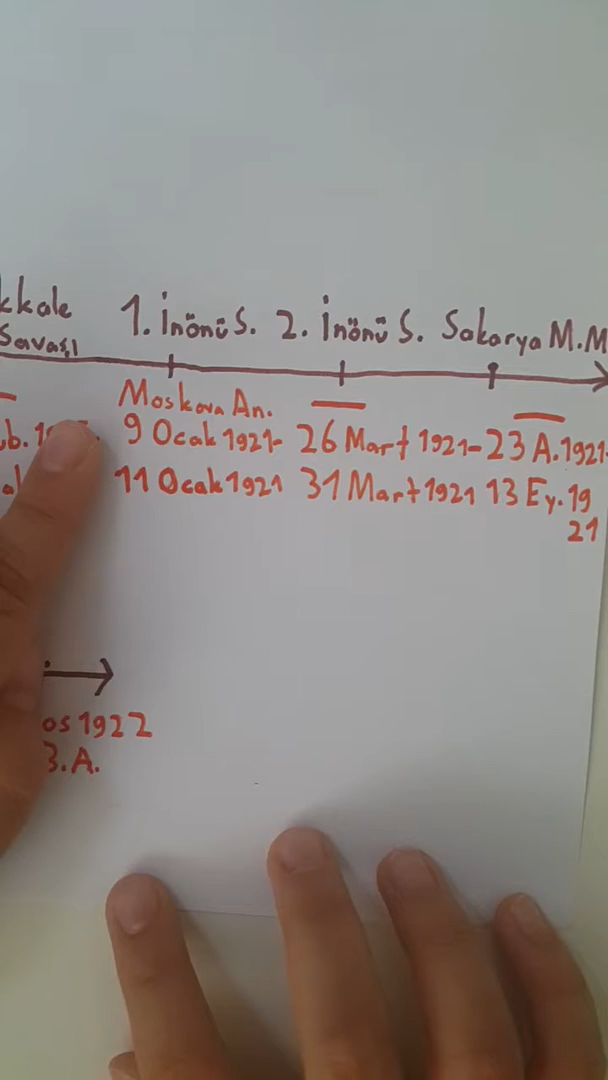 kkale 1. İnönü S. 2. İnönü S. Sakarya M.M
Savaşı
Moskova An.
9 Ocak 1921- 26 Mart 1921- 23 A. 1921-
11 Ocak 1921 31 Mart 1921 13 Ey. 19
21
os 1922
3.A.